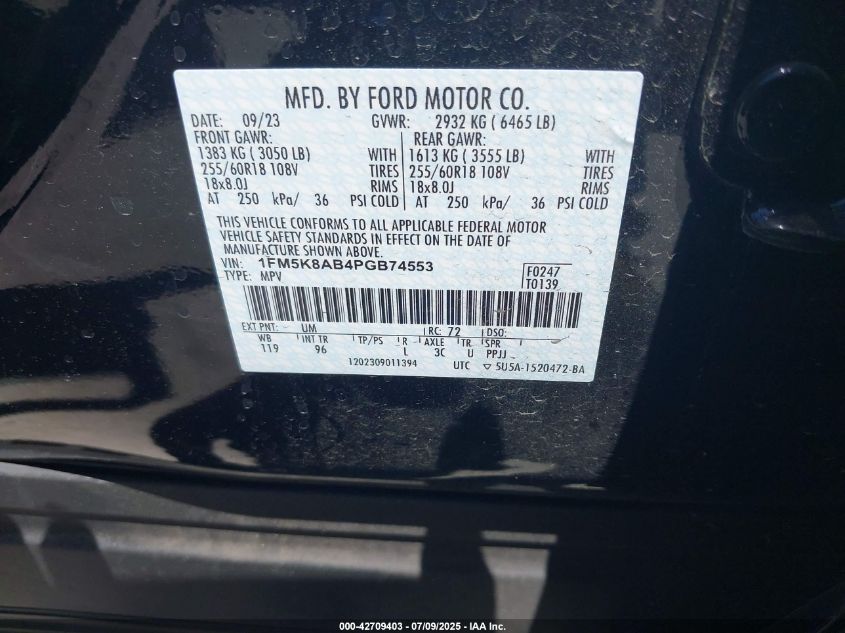 MFD. BY FORD MOTOR CO.
DATE: 09/23 GVWR: 2932 KG ( 6465 LB)
FRONT GAWR: REAR GAWR:
1383 KG ( 3050 LB) WITH 1613 KG ( 3555 LB) WITH
255/60R18 108V TIRES 255/60R18 108V TIRES
18x8.0J RIMS 18x8.0J RIMS
AT 250 kPa/ 36 PSI COLD AT 250 kPa/ 36 PSI COLD
THIS VEHICLE CONFORMS TO ALL APPLICABLE FEDERAL MOTOR
VEHICLE SAFETY STANDARDS IN EFFECT ON THE DATE OF
MANUFACTURE SHOWN ABOVE.
VIN: 1FM5K8AB4PGB74553 F0247
TYPE: MPV T0139
EXT PNT: UM RC: 72 DSO:
WB INT TR TP/PS R AXLE TR SPR
119 96 L 3C U PPJJ
1202309011394 UTC ▽ SU5A-1520472-BA
000-42709403 - 07/09/2025 - IAA Inc.